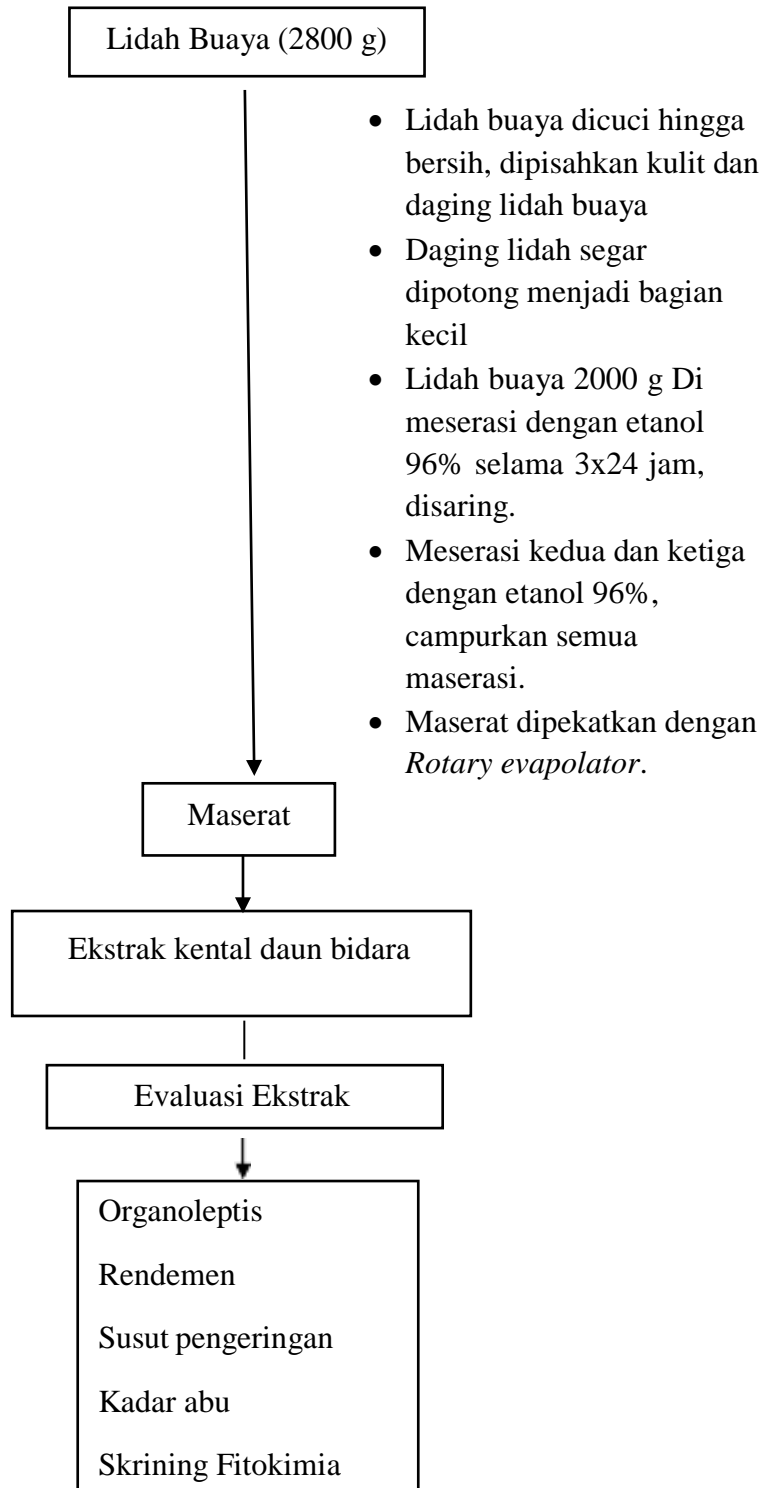 Lidah Buaya (2800 g)
• Lidah buaya dicuci hingga
bersih, dipisahkan kulit dan
daging lidah buaya
• Daging lidah segar
dipotong menjadi bagian
kecil
• Lidah buaya 2000 g Di
meserasi dengan etanol
96% selama 3x24 jam,
disaring.
• Meserasi kedua dan ketiga
dengan etanol 96%,
campurkan semua
maserasi.
• Maserat dipekatkan dengan
Rotary evapolator.
Maserat
Ekstrak kental daun bidara
Evaluasi Ekstrak
Organoleptis
Rendemen
Susut pengeringan
Kadar abu
Skrining Fitokimia